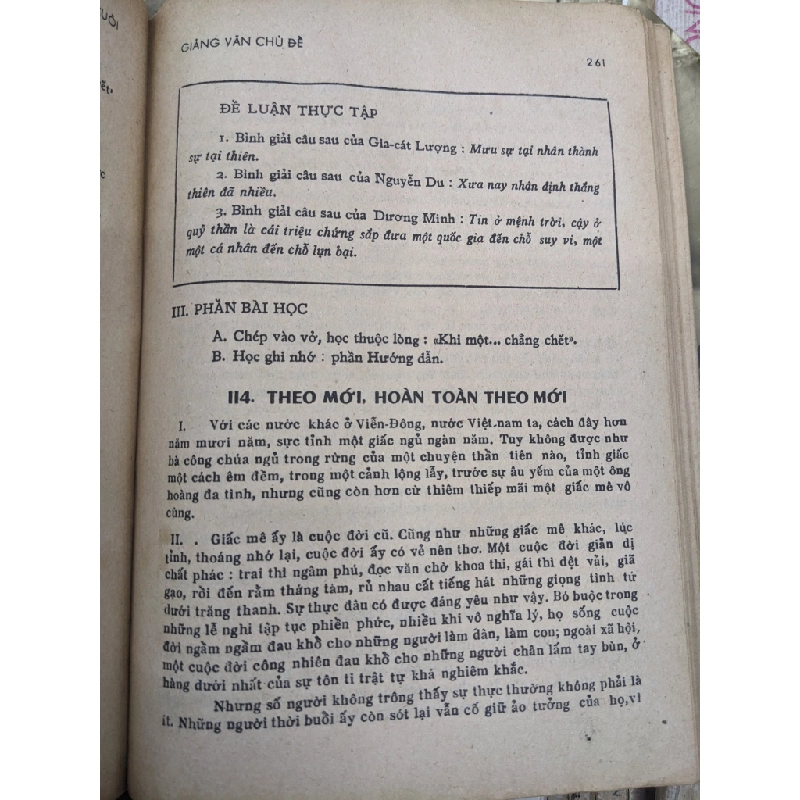 GIẢNG VĂN CHỦ ĐỀ
261
ĐỀ LUẬN THỰC TẬP
1. Bình giải câu sau của Gia-cát Lượng : Mưu sự tại nhân thành
sự tại thiên.
2. Bình giải câu sau của Nguyễn Du : Xưa nay nhân định thắng
thiên đã nhiều.
3. Bình giải câu sau của Dương Minh : Tin ở mệnh trời, cậy ở
quỷ thần là cái triệu chứng sắp đưa một quốc gia đến chỗ suy vi, một
một cá nhân đến chỗ lụn bại.
III. PHẦN BÀI HỌC
A. Chép vào vở, học thuộc lòng : «Khi một... chẳng chết».
B. Học ghi nhớ : phần Hướng dẫn.
114. THEO MỚI, HOÀN TOÀN THEO MỚI
I. Với các nước khác ở Viễn-Đông, nước Việt-nam ta, cách đây hơn
năm mươi năm, sực tỉnh một giấc ngủ ngàn năm. Tuy không được như
bà công chúa ngủ trong rừng của một chuyện thần tiên nào, tỉnh giấc
một cách êm đềm, trong một cảnh lộng lẫy, trước sự âu yếm của một ông
hoàng đa tình, nhưng cũng còn hơn cứ thiêm thiếp mãi một giấc mê vô
cùng.
II. . Giấc mê ấy là cuộc đời cũ. Cũng như những giấc mê khác, lúc
tỉnh, thoáng nhớ lại, cuộc đời ấy có vẻ nên thơ. Một cuộc đời giản dị
chất phác : trai thì ngâm phú, đọc văn chờ khoa thi, gái thì dệt vải, giã
gạo, rồi đến rằm tháng tám, rủ nhau cất tiếng hát những giọng tình tứ
dưới trăng thanh. Sự thực đàn có được đáng yêu như vậy. Bó buộc trong
những lễ nghi tập tục phiền phức, nhiều khi vô nghĩa lý, họ sống cuộc
đời ngấm ngầm đau khổ cho những người làm dân, làm con; ngoài xã hội,
một cuộc đời công nhiên đau khổ cho những người chân lấm tay bùn, ở
hàng dưới nhất của sự tôn ti trật tự khá nghiêm khắc.
Nhưng số người không trông thấy sự thực thường không phải là
ít. Những người thời buổi ấy còn sót lại vẫn cố giữ ảo tưởng của họ, vì